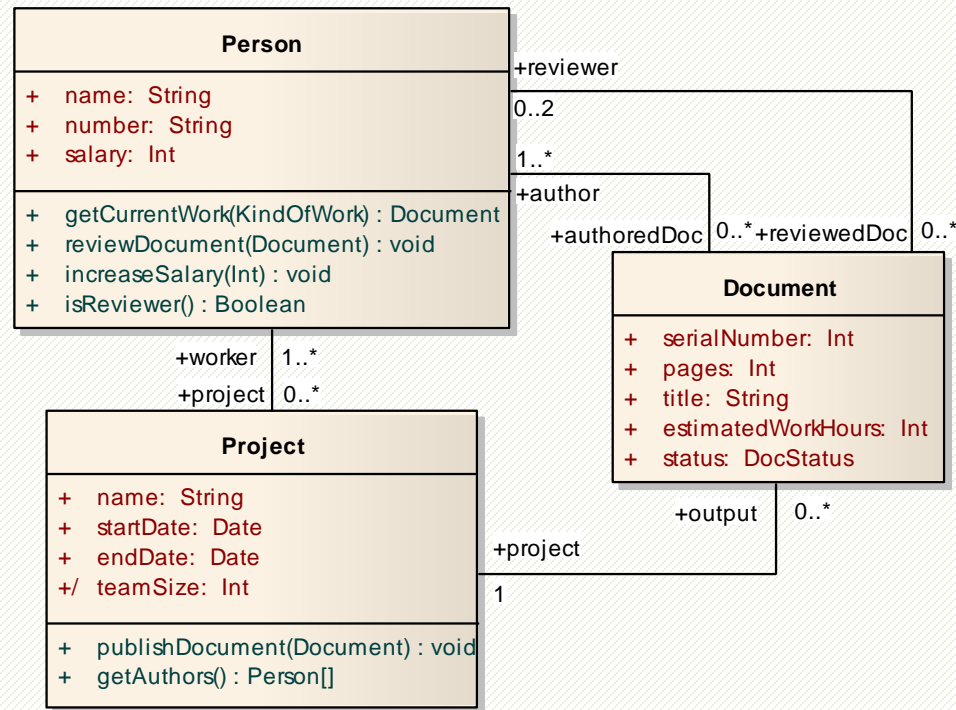 Person
+ name: String
+ number: String
+ salary: Int
+ getCurrentWork(KindOfWork) : Document
+ reviewDocument(Document) : void
+ increaseSalary(Int) : void
+ isReviewer() : Boolean
+reviewer
0..2
1..*
+author
+authoredDoc 0..* +reviewedDoc 0..*
Document
+ serialNumber: Int
+ pages: Int
+ title: String
+ estimatedWorkHours: Int
+ status: DocStatus
+worker 1..*
+project 0..*
Project
+ name: String
+ startDate: Date
+ endDate: Date
+/ teamSize: Int
+ publishDocument(Document) : void
+ getAuthors() : Person[]
+output 0..*
+project
1